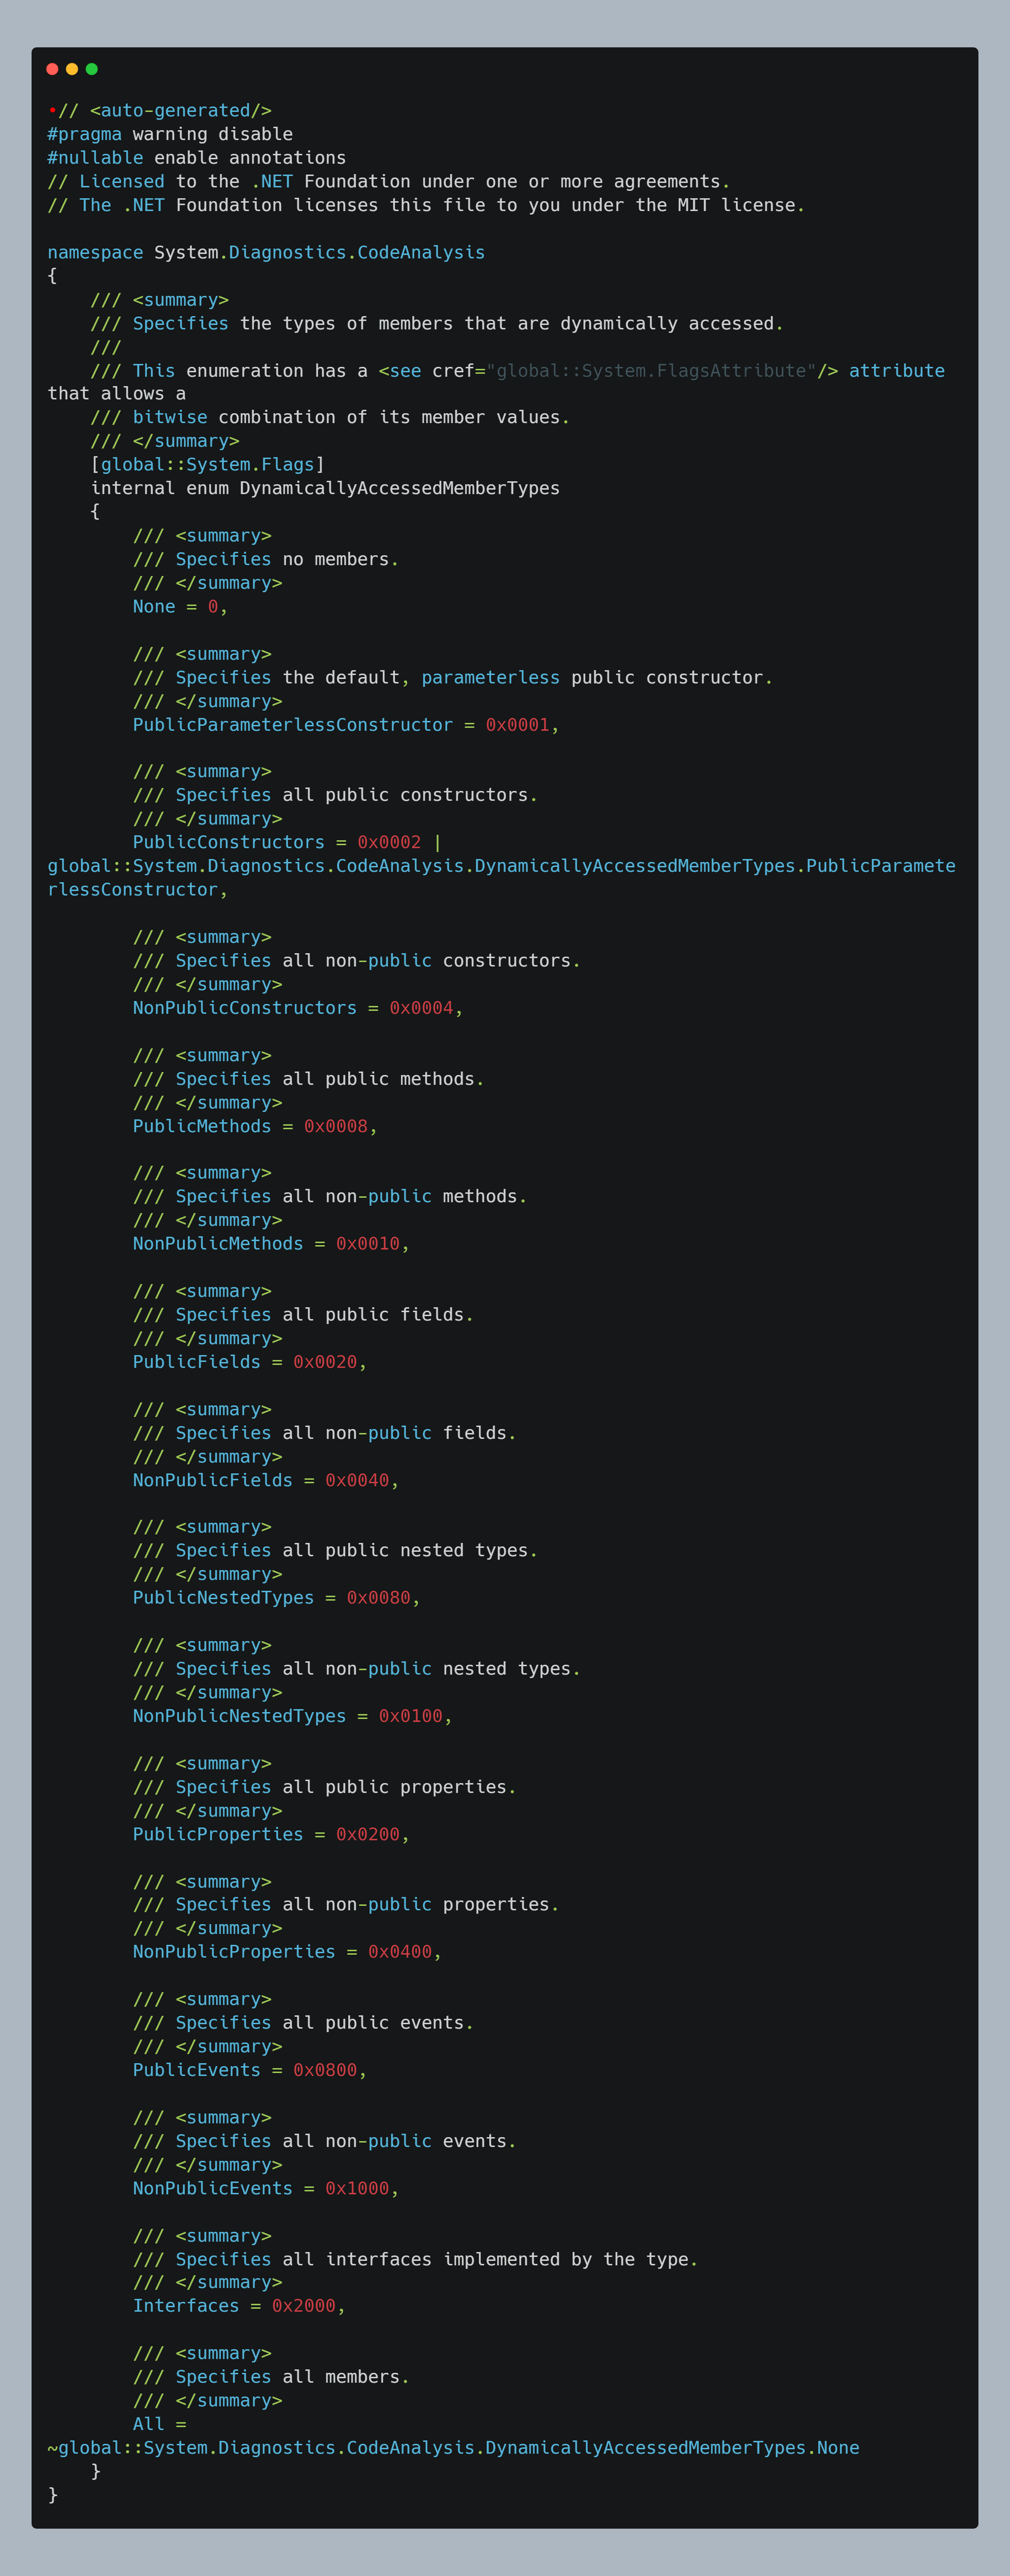 •// <auto-generated/>
#pragma warning disable
#nullable enable annotations
// Licensed to the .NET Foundation under one or more agreements.
// The .NET Foundation licenses this file to you under the MIT license.

namespace System.Diagnostics.CodeAnalysis
{
    /// <summary>
    /// Specifies the types of members that are dynamically accessed.
    ///
    /// This enumeration has a <see cref="global::System.FlagsAttribute"/> attribute
that allows a
    /// bitwise combination of its member values.
    /// </summary>
    [global::System.Flags]
    internal enum DynamicallyAccessedMemberTypes
    {
        /// <summary>
        /// Specifies no members.
        /// </summary>
        None = 0,

        /// <summary>
        /// Specifies the default, parameterless public constructor.
        /// </summary>
        PublicParameterlessConstructor = 0x0001,

        /// <summary>
        /// Specifies all public constructors.
        /// </summary>
        PublicConstructors = 0x0002 |
global::System.Diagnostics.CodeAnalysis.DynamicallyAccessedMemberTypes.PublicParamete
rlessConstructor,

        /// <summary>
        /// Specifies all non-public constructors.
        /// </summary>
        NonPublicConstructors = 0x0004,

        /// <summary>
        /// Specifies all public methods.
        /// </summary>
        PublicMethods = 0x0008,

        /// <summary>
        /// Specifies all non-public methods.
        /// </summary>
        NonPublicMethods = 0x0010,

        /// <summary>
        /// Specifies all public fields.
        /// </summary>
        PublicFields = 0x0020,

        /// <summary>
        /// Specifies all non-public fields.
        /// </summary>
        NonPublicFields = 0x0040,

        /// <summary>
        /// Specifies all public nested types.
        /// </summary>
        PublicNestedTypes = 0x0080,

        /// <summary>
        /// Specifies all non-public nested types.
        /// </summary>
        NonPublicNestedTypes = 0x0100,

        /// <summary>
        /// Specifies all public properties.
        /// </summary>
        PublicProperties = 0x0200,

        /// <summary>
        /// Specifies all non-public properties.
        /// </summary>
        NonPublicProperties = 0x0400,

        /// <summary>
        /// Specifies all public events.
        /// </summary>
        PublicEvents = 0x0800,

        /// <summary>
        /// Specifies all non-public events.
        /// </summary>
        NonPublicEvents = 0x1000,

        /// <summary>
        /// Specifies all interfaces implemented by the type.
        /// </summary>
        Interfaces = 0x2000,

        /// <summary>
        /// Specifies all members.
        /// </summary>
        All =
~global::System.Diagnostics.CodeAnalysis.DynamicallyAccessedMemberTypes.None
    }
}